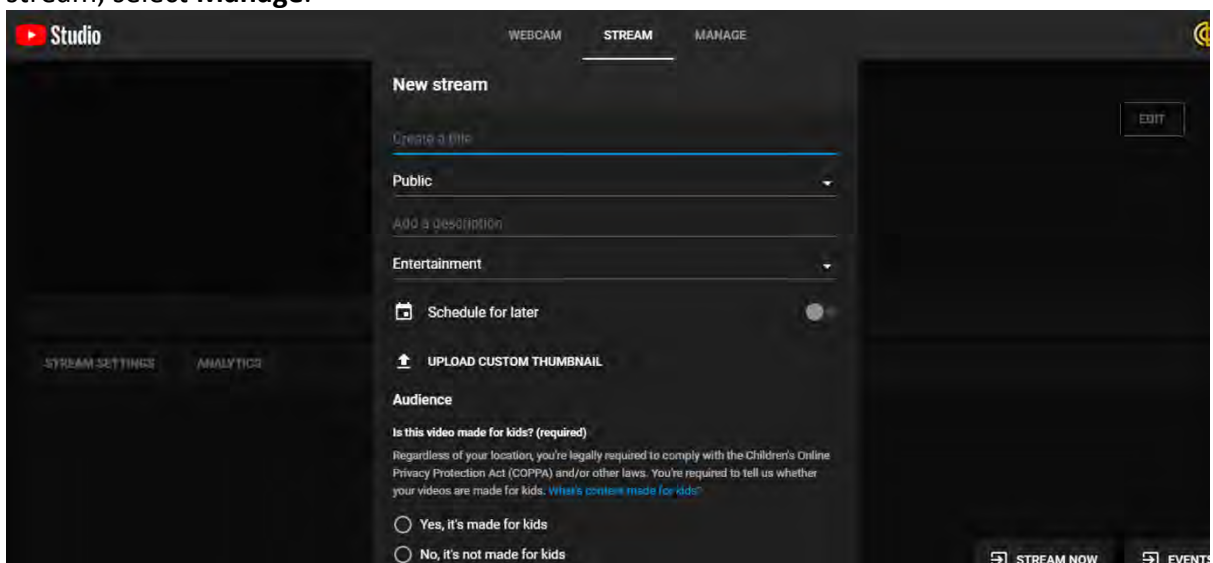 stream, select Manage.
Studio
WEBCAM STREAM MANAGE
New stream
EDIT
Create a title
Public
Add a description
Entertainment
Schedule for later
STREAM SETTINGS ANALYTICS
UPLOAD CUSTOM THUMBNAIL
Audience
Is this video made for kids? (required)
Regardless of your location, you're legally required to comply with the Children's Online
Privacy Protection Act (COPPA) and/or other laws. You're required to tell us whether
your videos are made for kids. What's content made for kids?
Yes, it's made for kids
No, it's not made for kids
STREAM NOW EVENTS